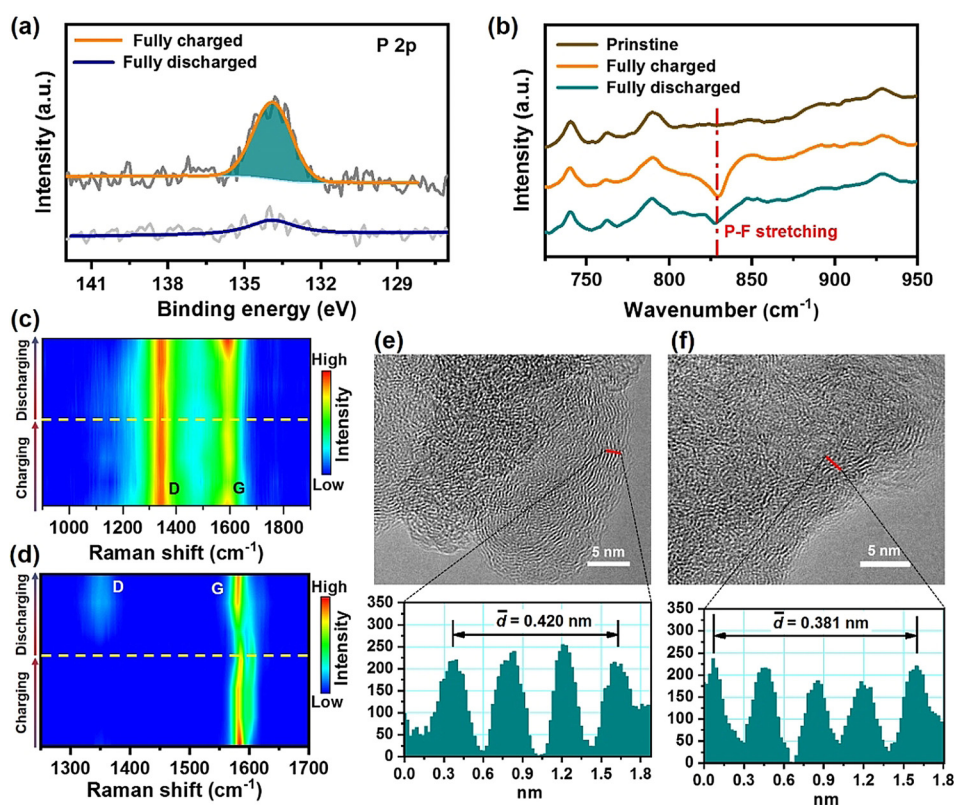 (a)
Fully charged
P 2p
Fully discharged
Intensity (a.u.)
141 138 135 132 129
Binding energy (eV)
(b)
Prinstine
Fully charged
Fully discharged
P-F stretching
Intensity (a.u.)
750 800 850 900 950
Wavenumber (cm-1)
(c)
Discharging
Charging
D
G
High
Intensity
Low
1000 1200 1400 1600 1800
Raman shift (cm-1)
(d)
Discharging
Charging
D
G
High
Intensity
Low
1300 1400 1500 1600 1700
Raman shift (cm-1)
(e)
5 nm
350
300
250
200
150
100
50
0
d̅ = 0.420 nm
0.0 0.3 0.6 0.9 1.2 1.5 1.8
nm
(f)
5 nm
350
300
250
200
150
100
50
0
d̅ = 0.381 nm
0.0 0.3 0.6 0.9 1.2 1.5 1.8
nm